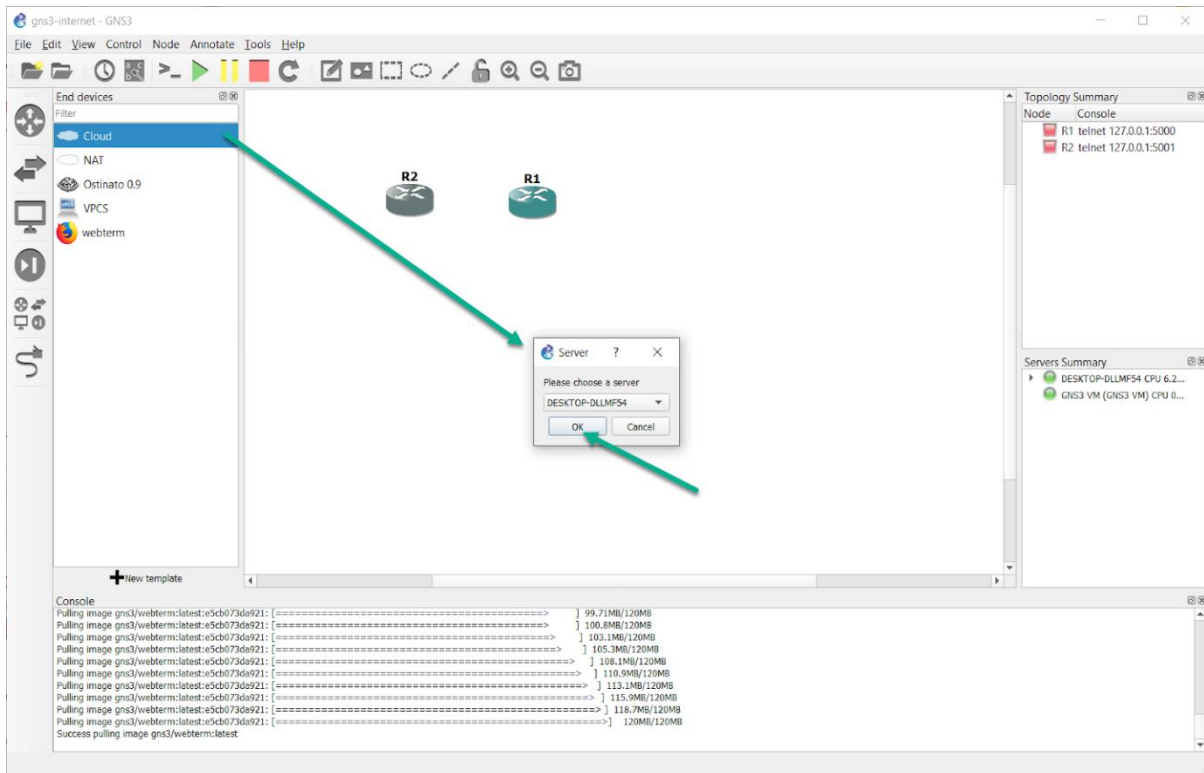 gns3-internet - GNS3
File Edit View Control Node Annotate Tools Help
End devices
Filter
Cloud
NAT
Ostinato 0.9
VPCS
webterm
New template
R2
R1
Server ?
Please choose a server
DESKTOP-DLLMF54
OK Cancel
Topology Summary
Node Console
R1 telnet 127.0.0.1:5000
R2 telnet 127.0.0.1:5001
Servers Summary
DESKTOP-DLLMF54 CPU 6.2...
GNS3 VM (GNS3 VM) CPU 0...
Console
Pulling image gns3/webterm:latest:e5cb073da921: [=========================================> ] 99.71MB/120MB
Pulling image gns3/webterm:latest:e5cb073da921: [=========================================> ] 100.8MB/120MB
Pulling image gns3/webterm:latest:e5cb073da921: [==========================================> ] 103.1MB/120MB
Pulling image gns3/webterm:latest:e5cb073da921: [===========================================> ] 105.3MB/120MB
Pulling image gns3/webterm:latest:e5cb073da921: [=============================================> ] 108.1MB/120MB
Pulling image gns3/webterm:latest:e5cb073da921: [==============================================> ] 110.9MB/120MB
Pulling image gns3/webterm:latest:e5cb073da921: [===============================================> ] 113.1MB/120MB
Pulling image gns3/webterm:latest:e5cb073da921: [================================================> ] 115.9MB/120MB
Pulling image gns3/webterm:latest:e5cb073da921: [=================================================> ] 118.7MB/120MB
Pulling image gns3/webterm:latest:e5cb073da921: [==================================================>] 120MB/120MB
Success pulling image gns3/webterm:latest